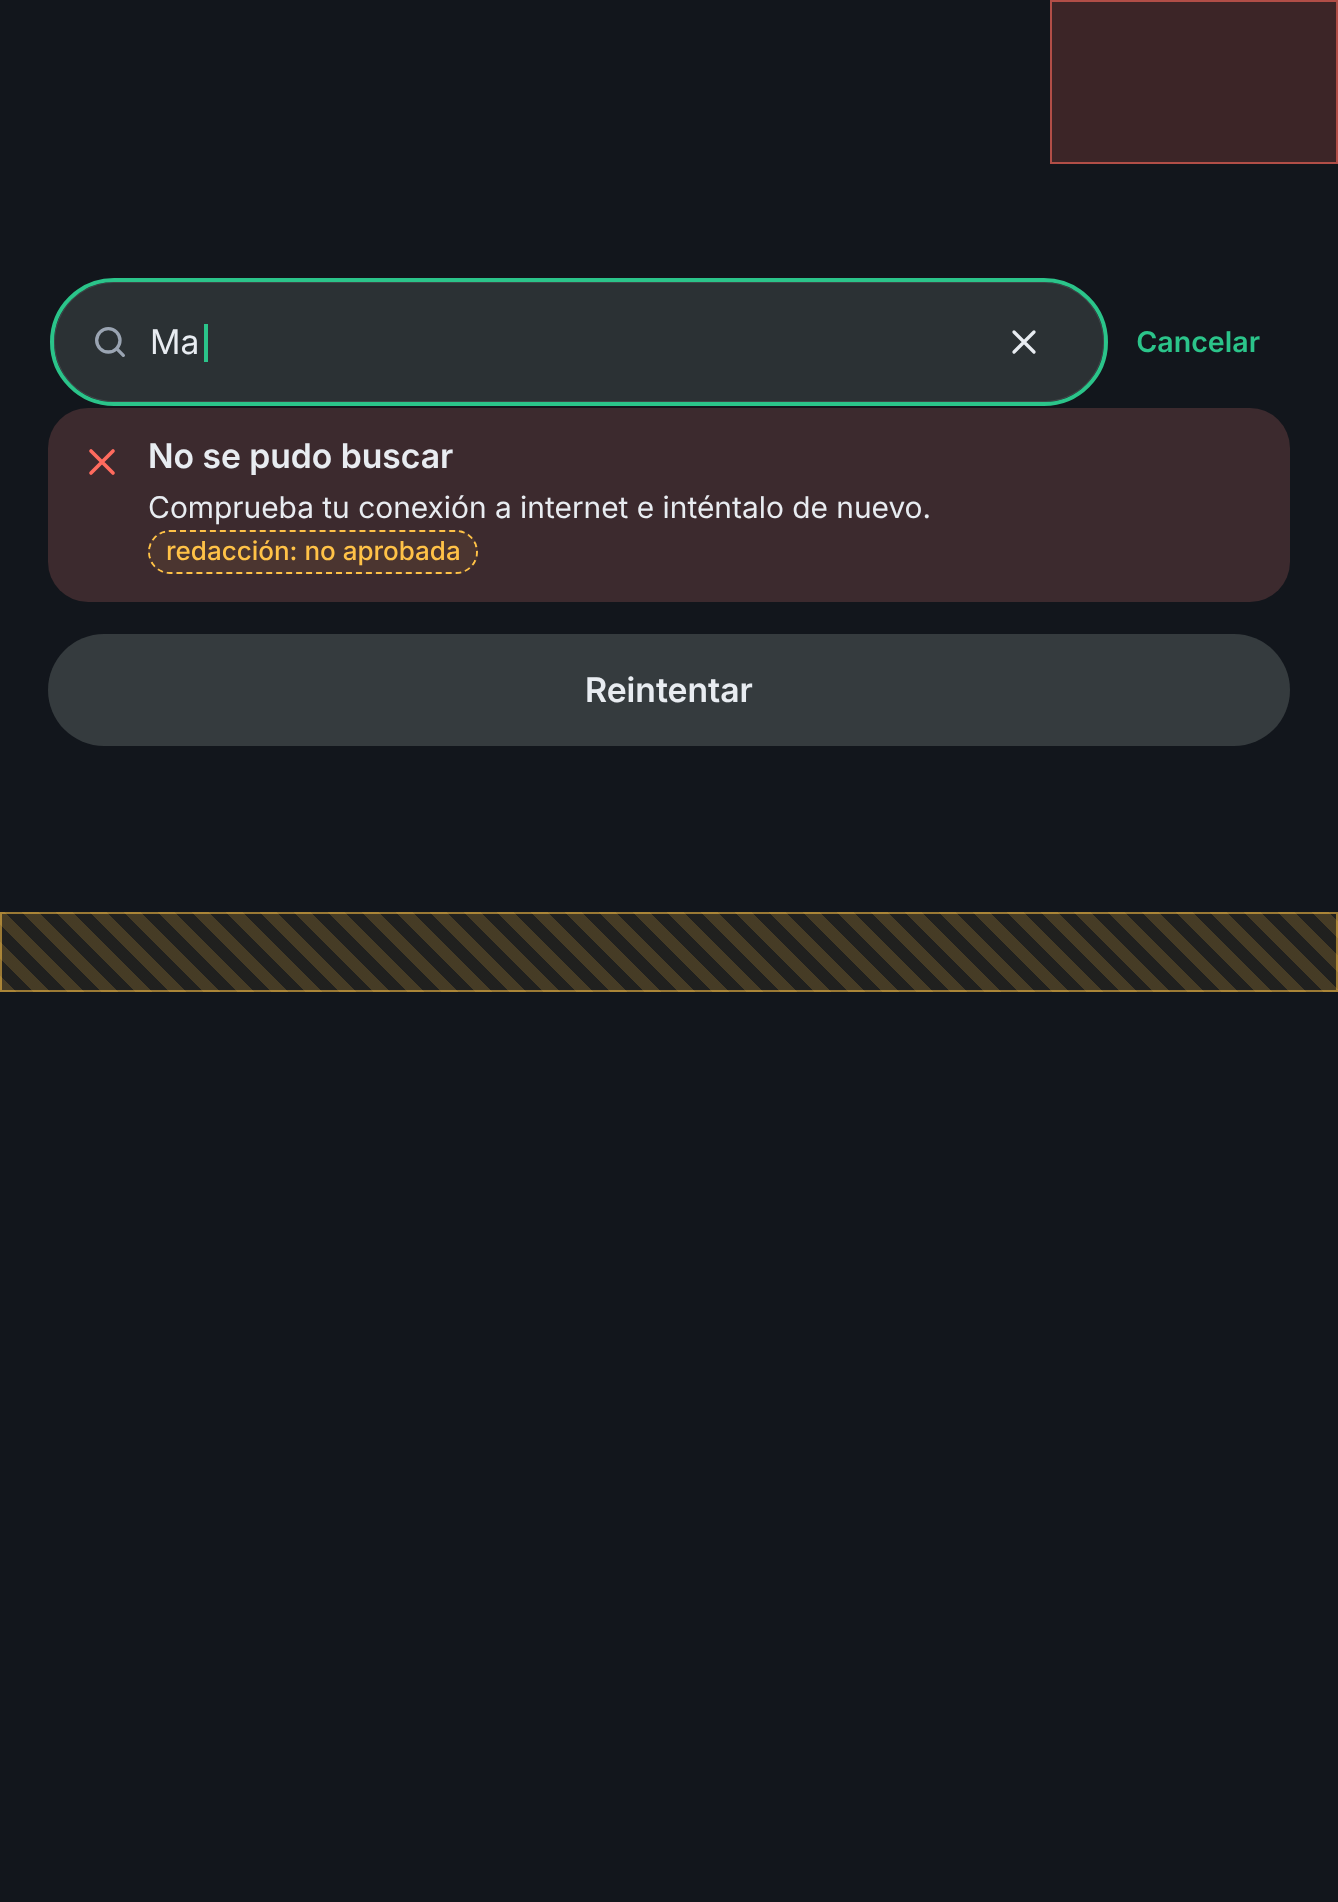 Ma
Cancelar
No se pudo buscar
Comprueba tu conexión a internet e inténtalo de nuevo.
redacción: no aprobada
Reintentar